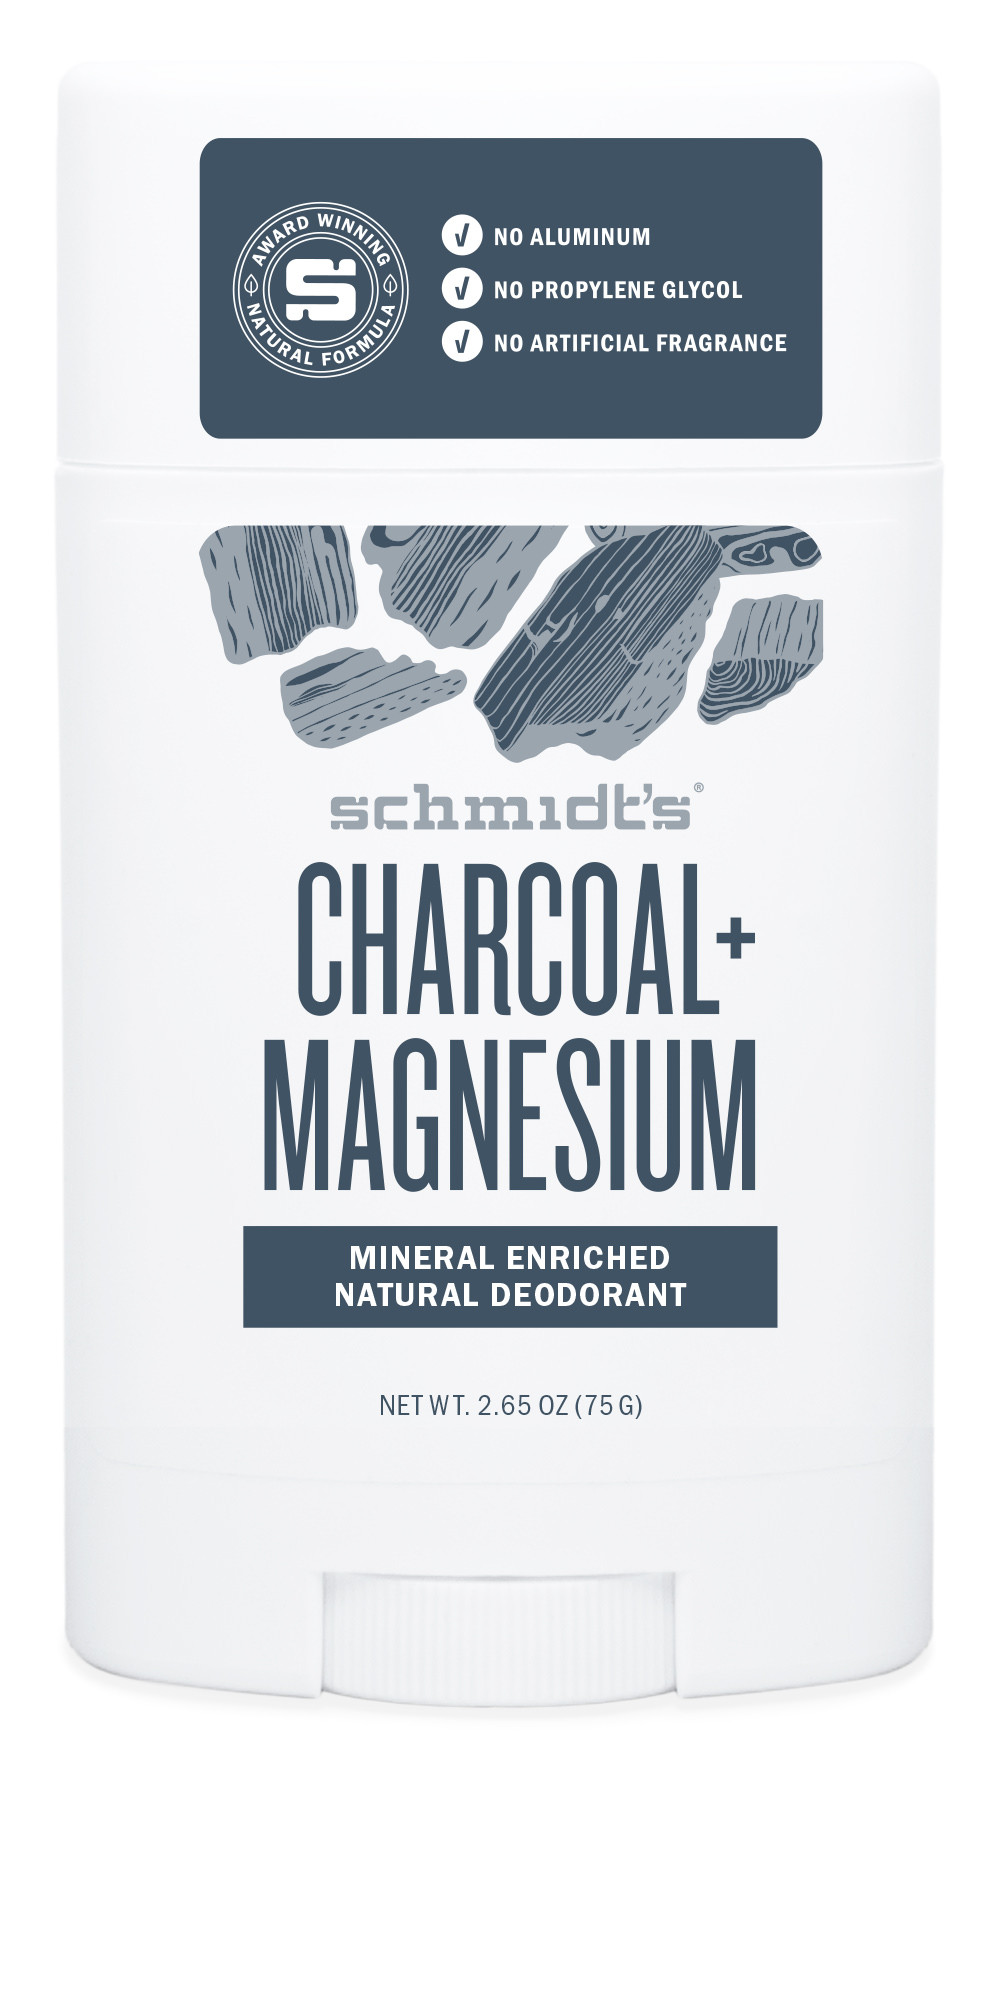 AWARD WINNING
S
NATURAL FORMULA
NO ALUMINUM
NO PROPYLENE GLYCOL
NO ARTIFICIAL FRAGRANCE
schmidt's®
CHARCOAL+
MAGNESIUM
MINERAL ENRICHED
NATURAL DEODORANT
NET WT. 2.65 OZ (75 G)